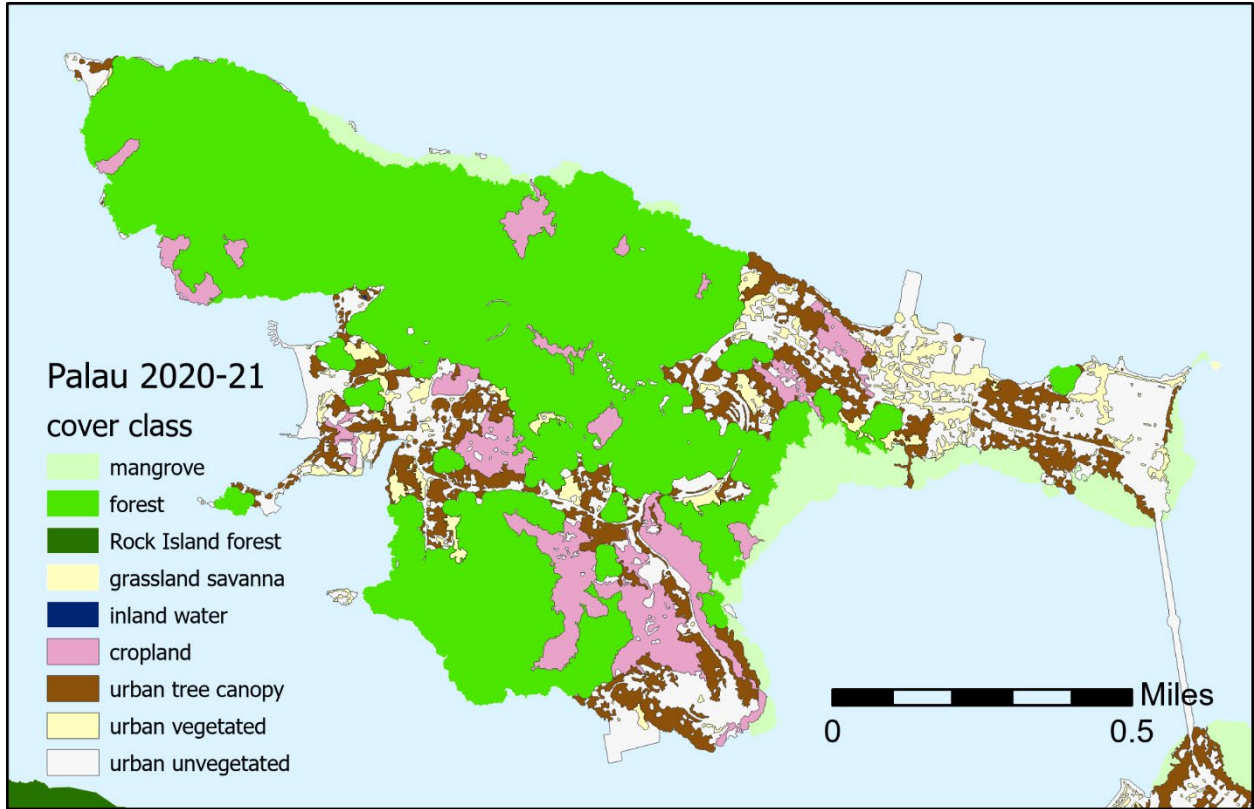 Palau 2020-21
cover class
mangrove
forest
Rock Island forest
grassland savanna
inland water
cropland
urban tree canopy
urban vegetated
urban unvegetated
Miles
0 0.5